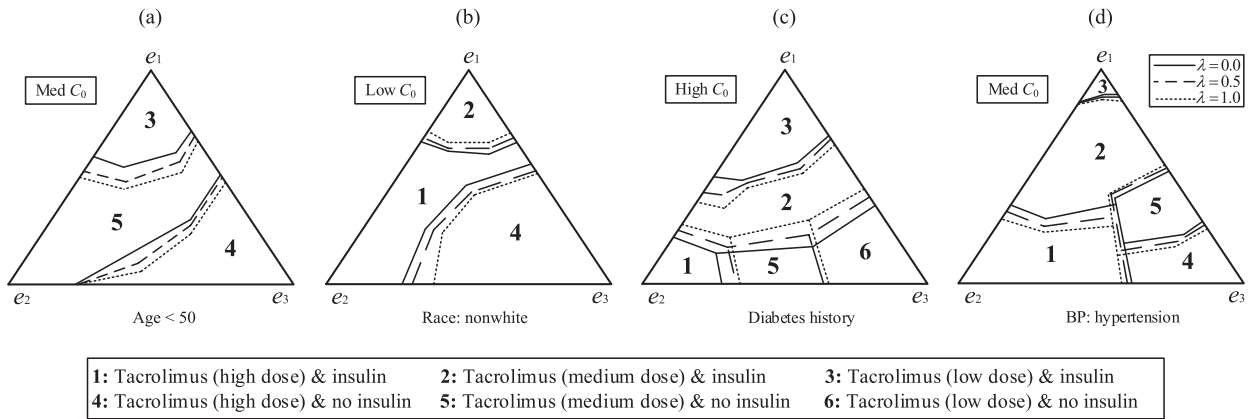 (a) (b) (c) (d)
e1 e1 e1 e1
Med C0 Low C0 High C0 Med C0
λ = 0.0
λ = 0.5
λ = 1.0
3 2 3 3
2
5 1 2 5
4 4 1 5 6 1 4
e2 e3 e2 e3 e2 e3 e2 e3
Age < 50 Race: nonwhite Diabetes history BP: hypertension
1: Tacrolimus (high dose) & insulin 2: Tacrolimus (medium dose) & insulin 3: Tacrolimus (low dose) & insulin
4: Tacrolimus (high dose) & no insulin 5: Tacrolimus (medium dose) & no insulin 6: Tacrolimus (low dose) & no insulin